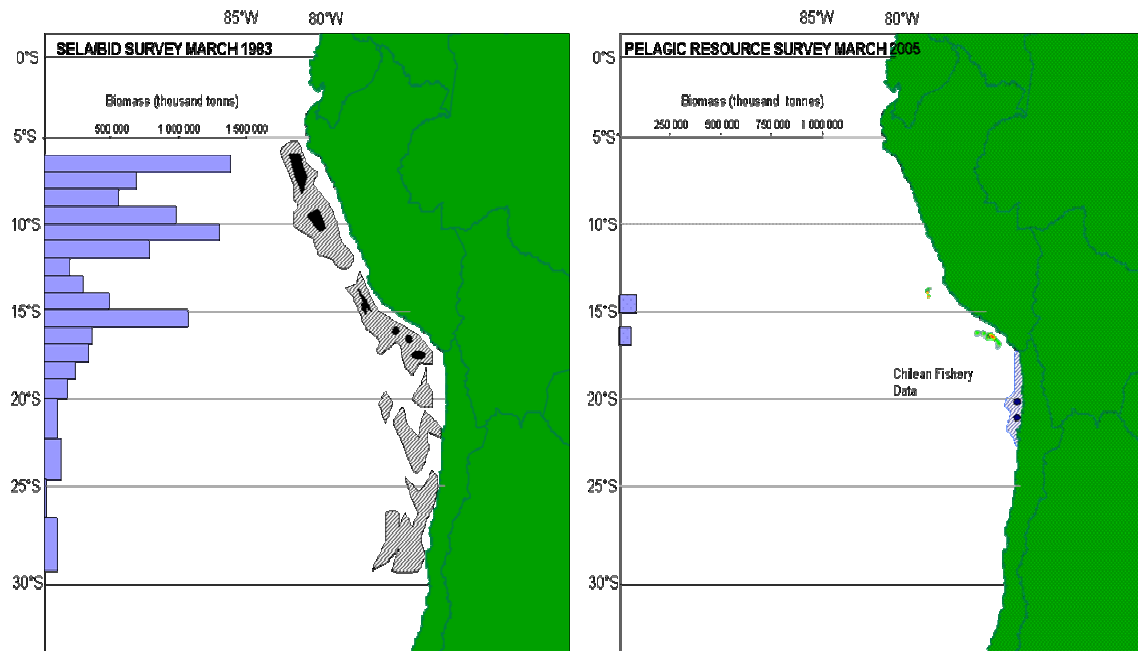 85°W 80°W
SELA/BID SURVEY MARCH 1983
0°S
Biomass (thousand tonns)
500 000 1 000 000 1 500 000
5°S
10°S
15°S
20°S
25°S
30°S
85°W 80°W
PELAGIC RESOURCE SURVEY MARCH 2005
0°S
Biomass (thousand tonnes)
250 000 500 000 750 000 1 000 000
5°S
10°S
15°S
Chilean Fishery
Data
20°S
25°S
30°S